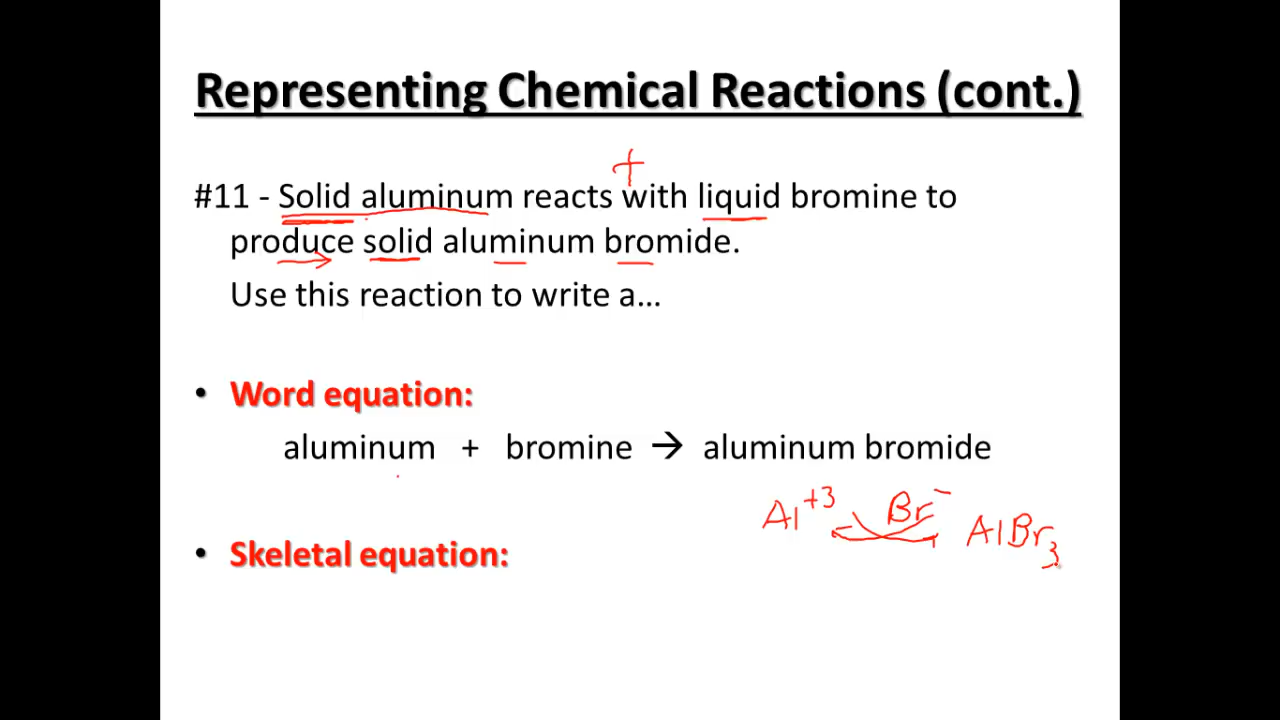 Representing Chemical Reactions (cont.)
+
#11 - Solid aluminum reacts with liquid bromine to
produce solid aluminum bromide.
Use this reaction to write a...
• Word equation:
aluminum + bromine → aluminum bromide
Al+3 Br- AlBr3
• Skeletal equation: